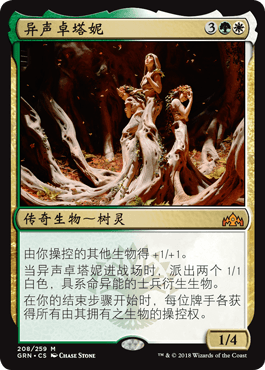 异声卓塔妮 3
传奇生物～树灵
由你操控的其他生物得+1/+1。
当异声卓塔妮进战场时，派出两个1/1
白色，具系命异能的士兵衍生生物。
在你的结束步骤开始时，每位牌手各获
得所有由其拥有之生物的操控权。
1/4
208/259 M
GRN • CS Chase Stone
™ & © 2018 Wizards of the Coast